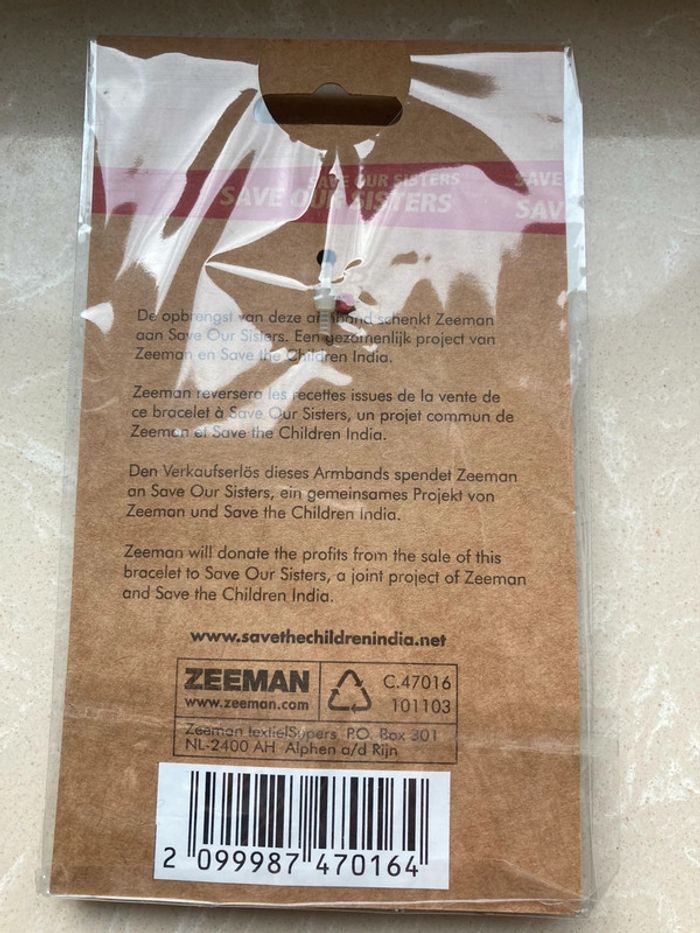 SAVE OUR SISTERS SAVE
SAVE OUR SISTERS SAV
De opbrengst van deze armband schenkt Zeeman
aan Save Our Sisters. Een gezamenlijk project van
Zeeman en Save the Children India.
Zeeman reversera les recettes issues de la vente de
ce bracelet à Save Our Sisters, un projet commun de
Zeeman et Save the Children India.
Den Verkaufserlös dieses Armbands spendet Zeeman
an Save Our Sisters, ein gemeinsames Projekt von
Zeeman und Save the Children India.
Zeeman will donate the profits from the sale of this
bracelet to Save Our Sisters, a joint project of Zeeman
and Save the Children India.
www.savethechildrenindia.net
ZEEMAN
www.zeeman.com
C.47016
101103
Zeeman textielSupers P.O. Box 301
NL-2400 AH Alphen a/d Rijn
2 099987 470164